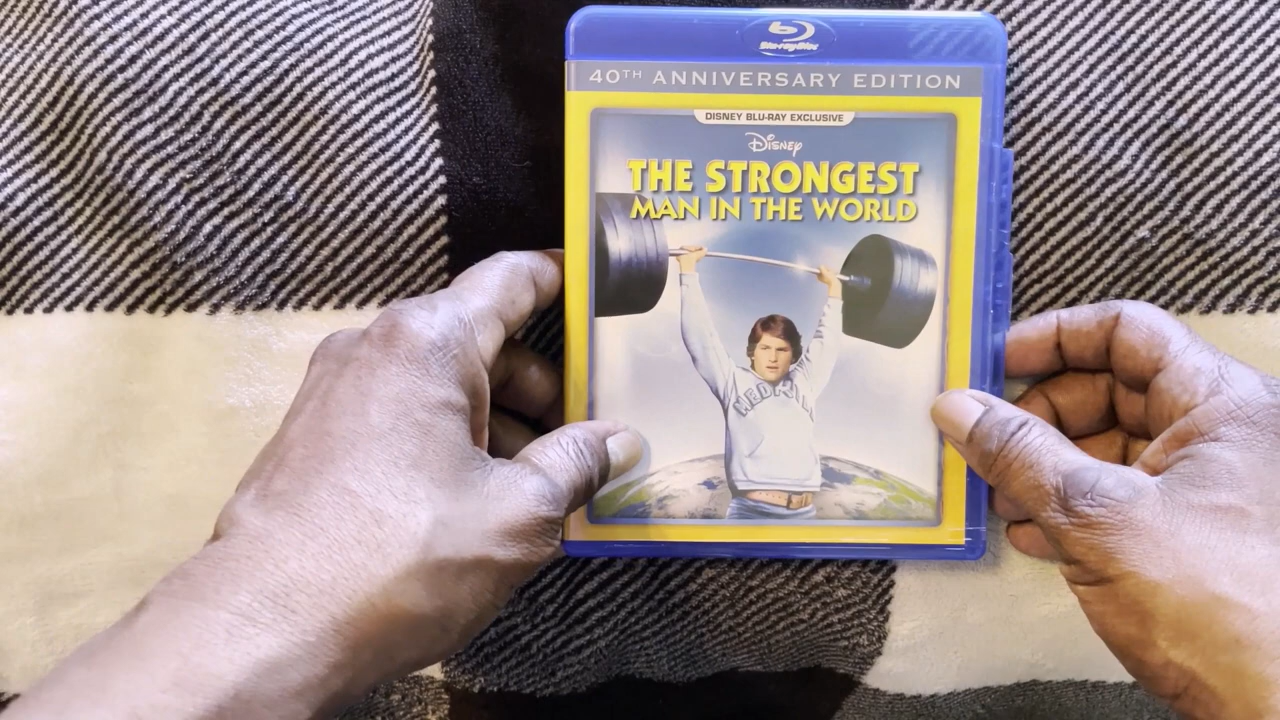 Blu-ray Disc
40TH ANNIVERSARY EDITION
DISNEY BLU-RAY EXCLUSIVE
DISNEY
THE STRONGEST
MAN IN THE WORLD